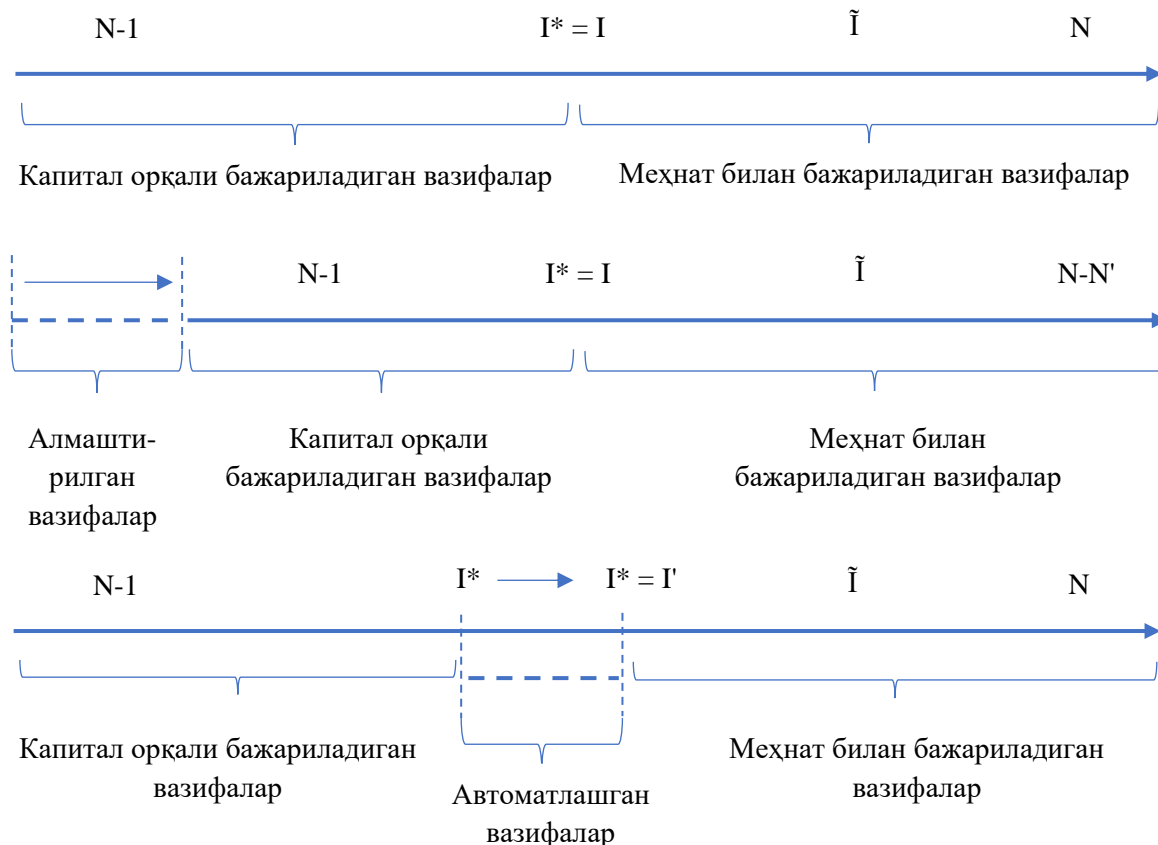 N-1 I* = I Ĩ N
Капитал орқали бажариладиган вазифалар Меҳнат билан бажариладиган вазифалар
N-1 I* = I Ĩ N-N'
Алмашти-
рилган
вазифалар
Капитал орқали
бажариладиган вазифалар
Меҳнат билан
бажариладиган вазифалар
N-1 I* I* = I' Ĩ N
Капитал орқали бажариладиган
вазифалар
Автоматлашган
вазифалар
Меҳнат билан бажариладиган
вазифалар